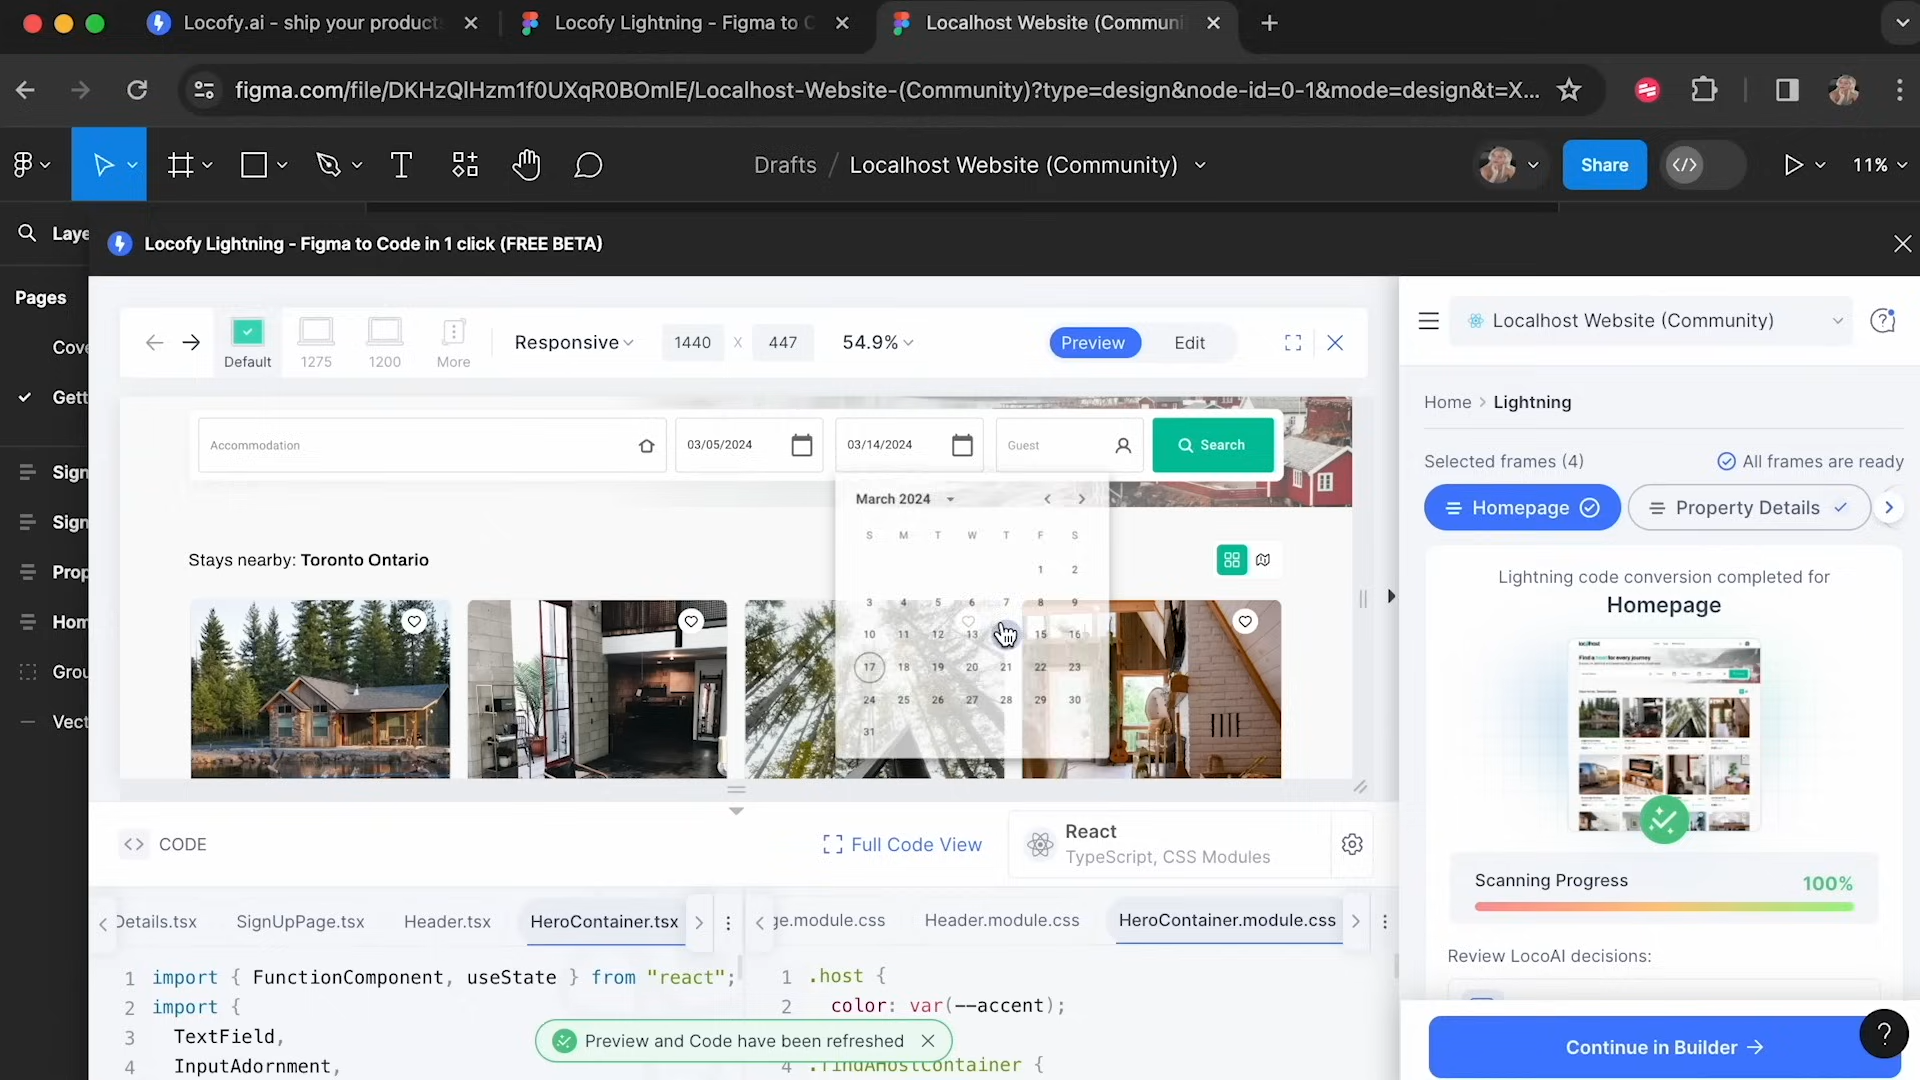 Locofy.ai - ship your product
Locofy Lightning - Figma to C
Localhost Website (Communi
figma.com/file/DKHzQlHzm1f0UXqR0BOmlE/Localhost-Website-(Community)?type=design&node-id=0-1&mode=design&t=X...
Drafts / Localhost Website (Community)
Share
11%
Laye
Locofy Lightning - Figma to Code in 1 click (FREE BETA)
Pages
Cove
Gett
Sign
Sign
Prop
Hom
Grou
Vect
Default
1275
1200
More
Responsive
1440 x 447
54.9%
Preview
Edit
Accommodation
03/05/2024
03/14/2024
Guest
Search
March 2024
S M T W T F S
1 2
3 4 5 6 7 8 9
10 11 12 13 15 16
17 18 19 20 21 22 23
24 25 26 27 28 29 30
31
Stays nearby: Toronto Ontario
CODE
Full Code View
React
TypeScript, CSS Modules
Details.tsx
SignUpPage.tsx
Header.tsx
HeroContainer.tsx
ge.module.css
Header.module.css
HeroContainer.module.css
1 import { FunctionComponent, useState } from "react";
2 import {
3 TextField,
4 InputAdornment,
1 .host {
2 color: var(--accent);
4 .findAHostContainer {
Preview and Code have been refreshed
Localhost Website (Community)
Home > Lightning
Selected frames (4)
All frames are ready
Homepage
Property Details
Lightning code conversion completed for
Homepage
Scanning Progress
100%
Review LocoAI decisions:
Continue in Builder
?